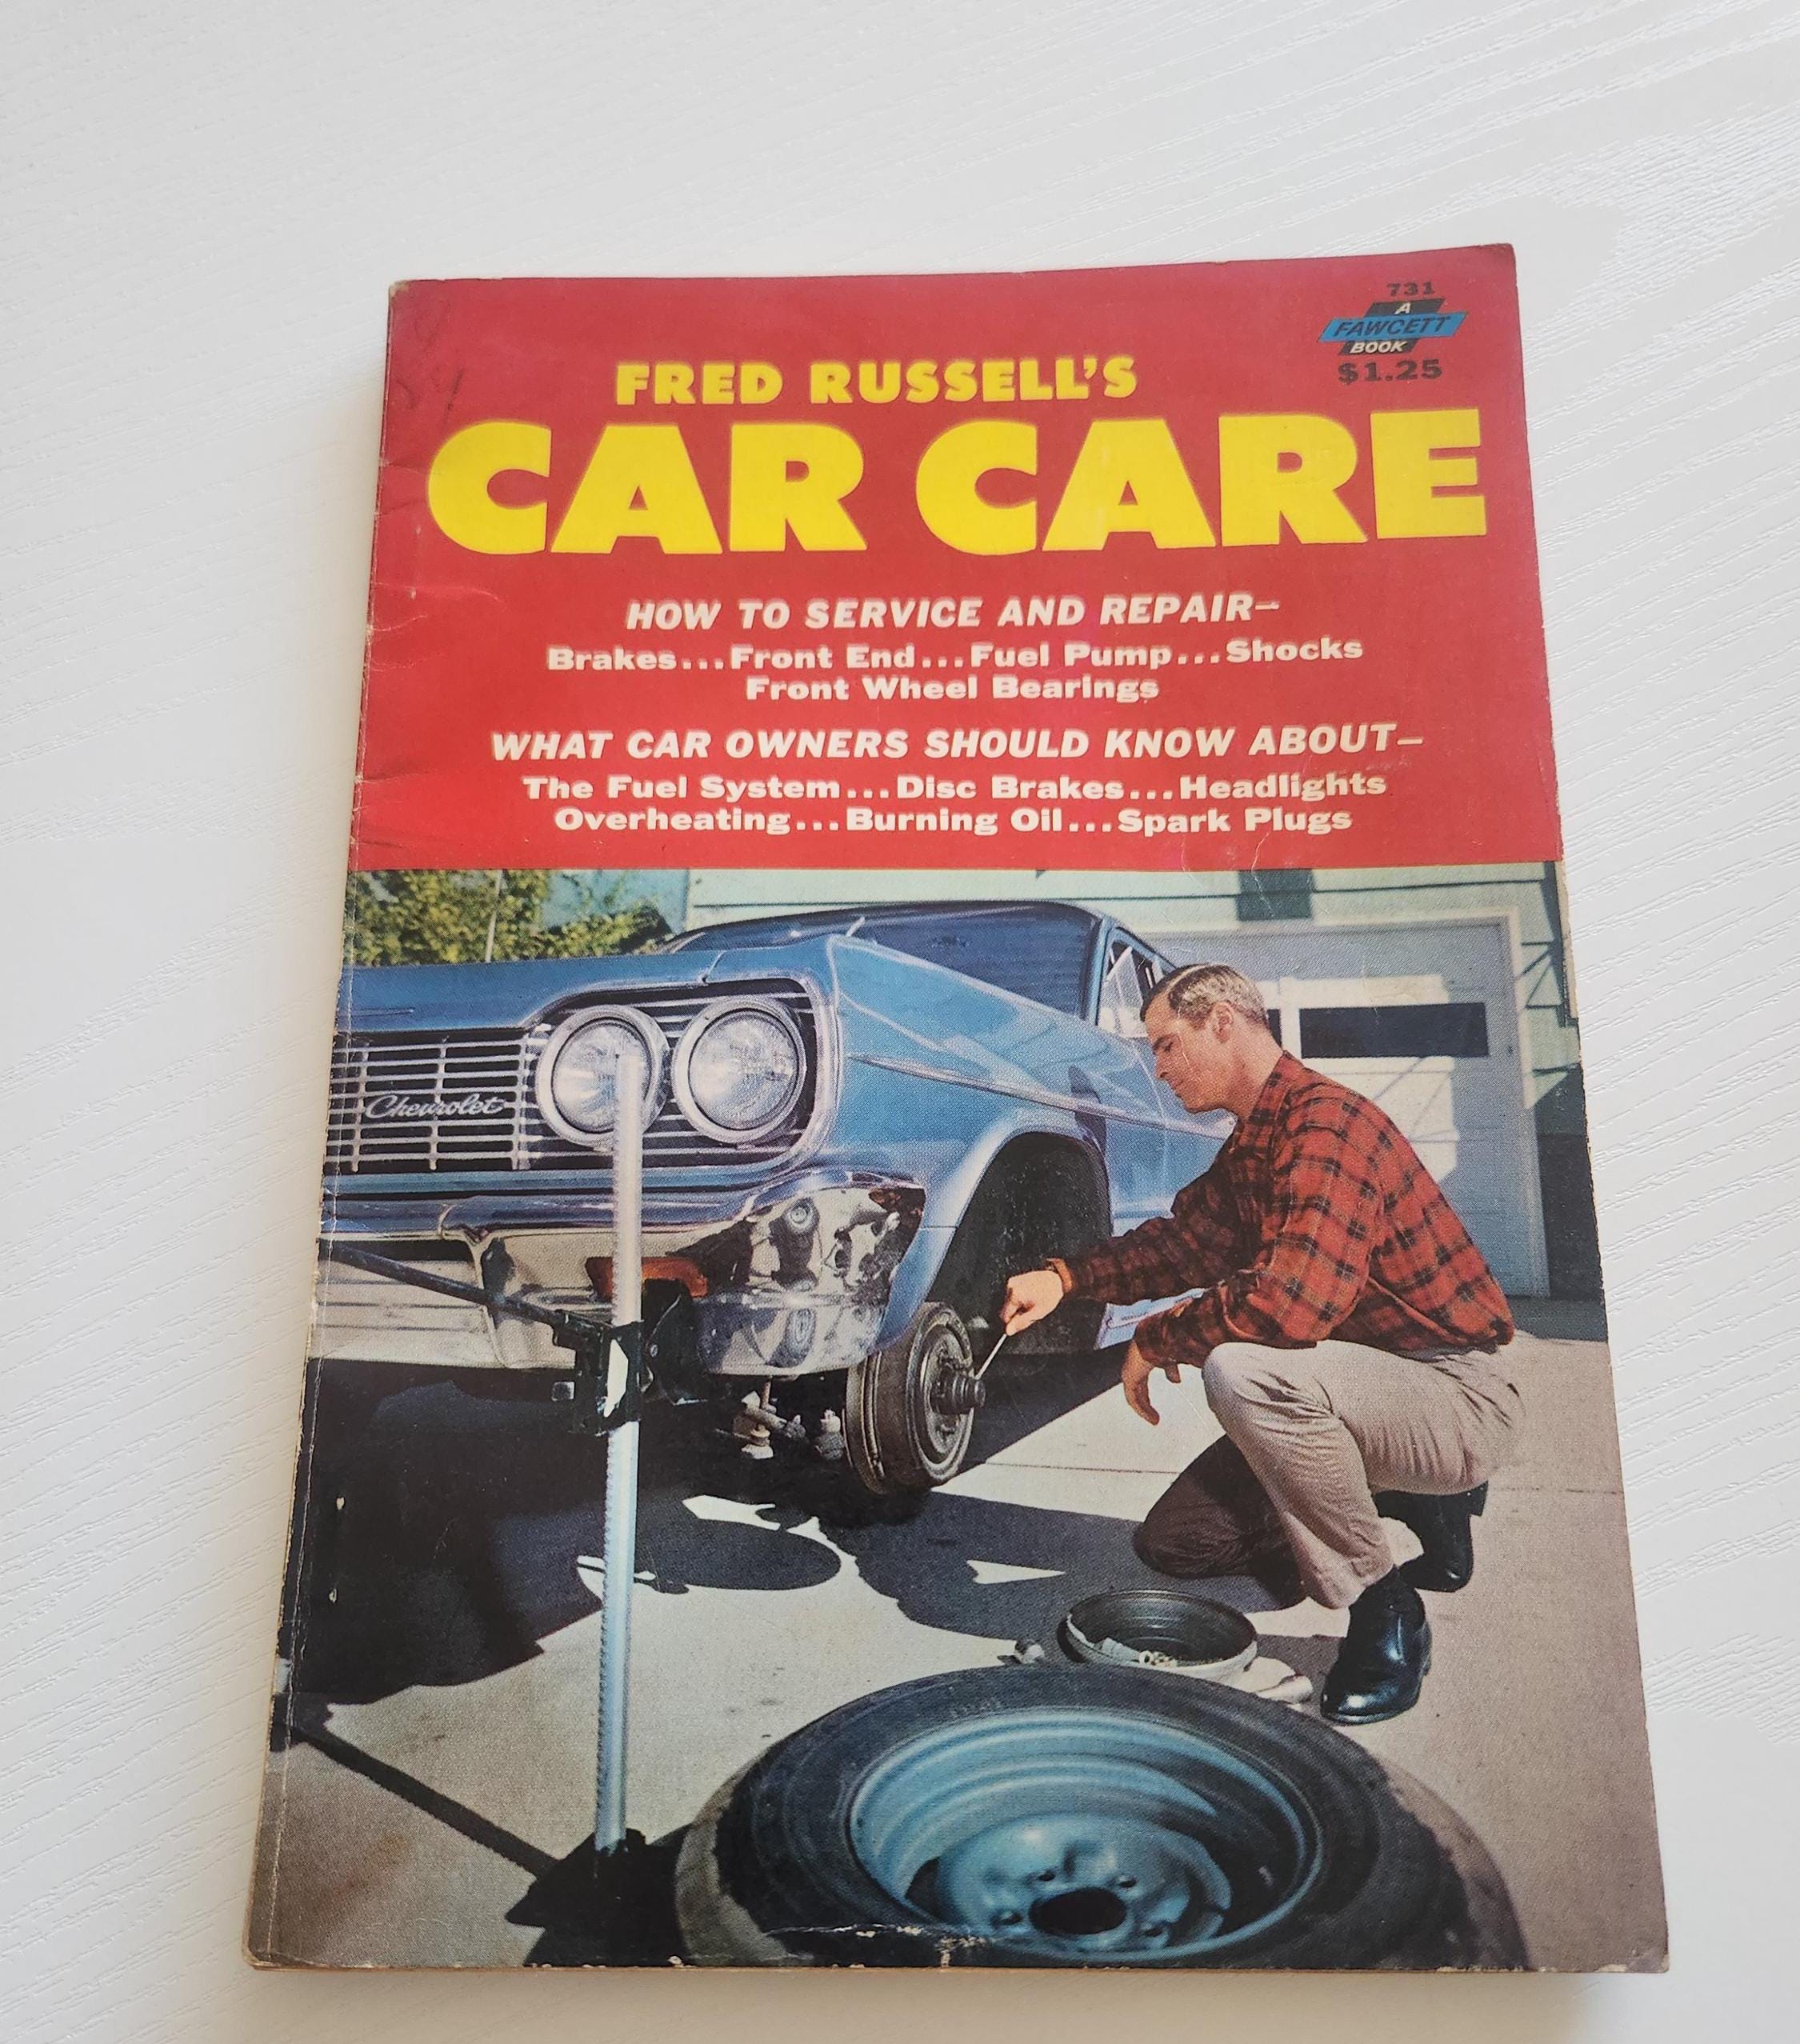 731
A
FAWCETT
BOOK
$1.25
FRED RUSSELL'S
CAR CARE
HOW TO SERVICE AND REPAIR—
Brakes...Front End...Fuel Pump...Shocks
Front Wheel Bearings
WHAT CAR OWNERS SHOULD KNOW ABOUT—
The Fuel System...Disc Brakes...Headlights
Overheating...Burning Oil...Spark Plugs
Chevrolet